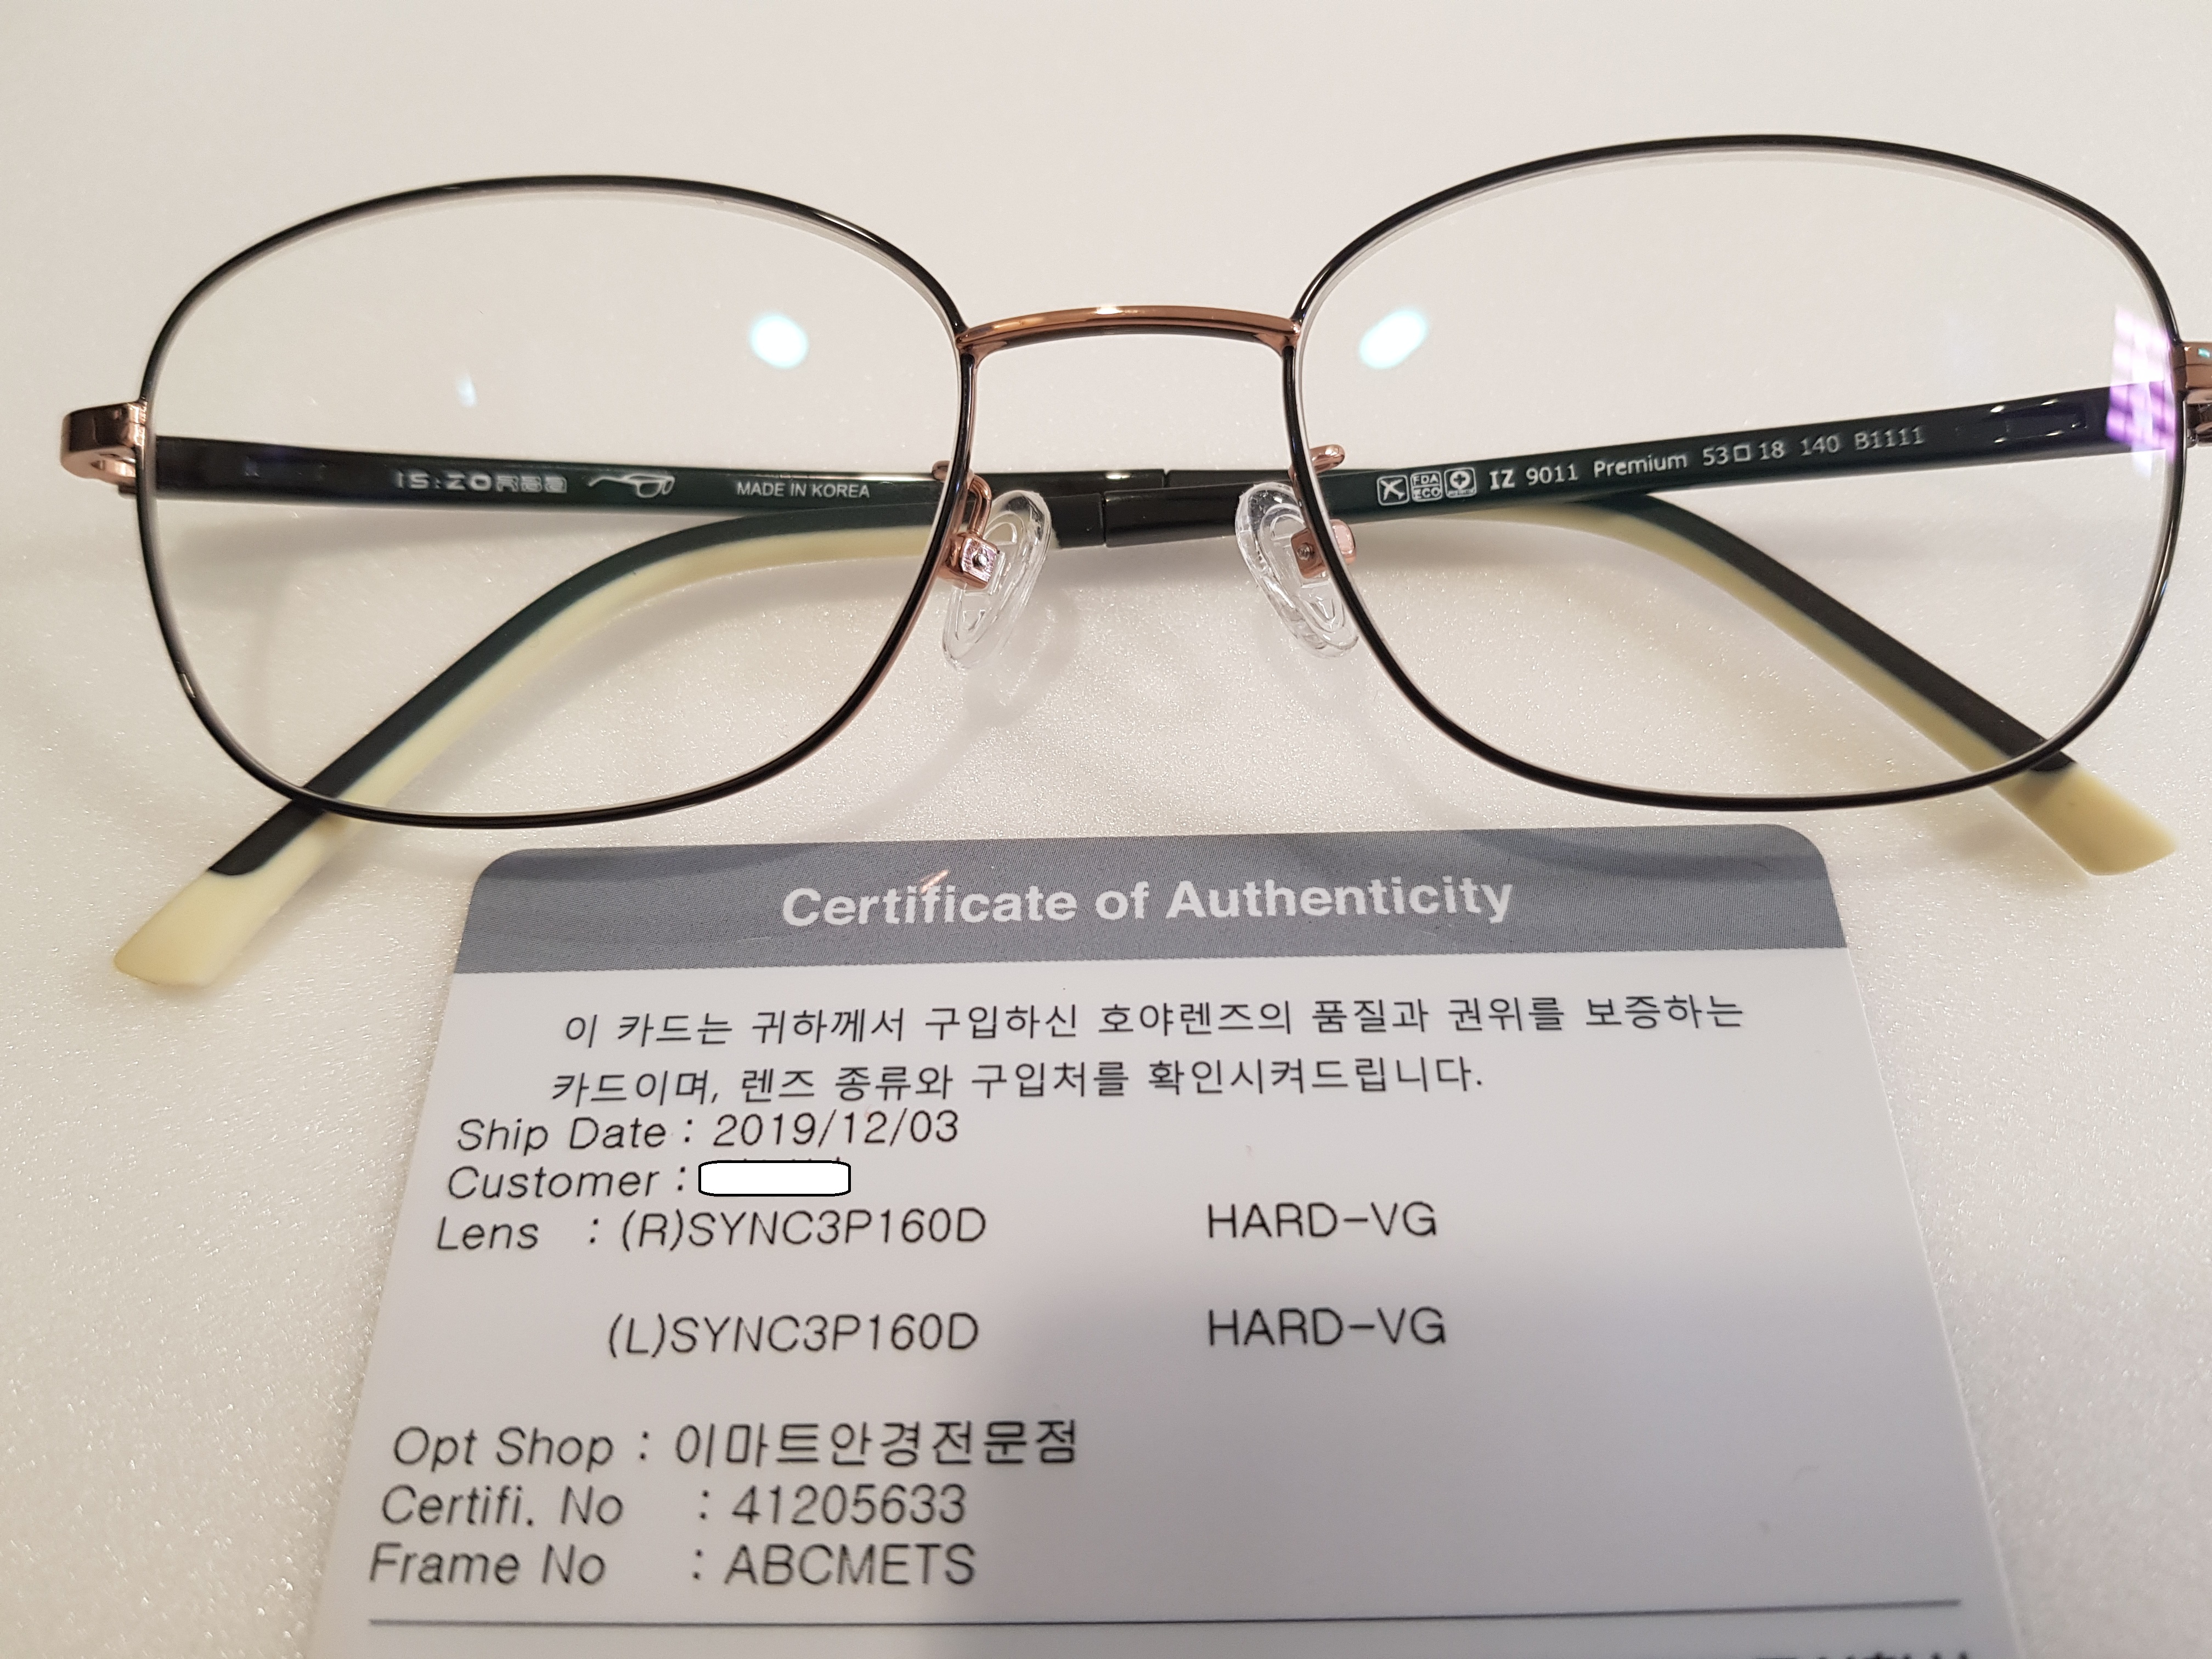 MADE IN KOREA
FDA
ECO
IZ 9011 Premium 53□18 140 B1111
Certificate of Authenticity
이 카드는 귀하께서 구입하신 호야렌즈의 품질과 권위를 보증하는
카드이며, 렌즈 종류와 구입처를 확인시켜드립니다.
Ship Date : 2019/12/03
Customer :
Lens : (R)SYNC3P160D HARD-VG
(L)SYNC3P160D HARD-VG
Opt Shop : 이마트안경전문점
Certifi. No : 41205633
Frame No : ABCMETS